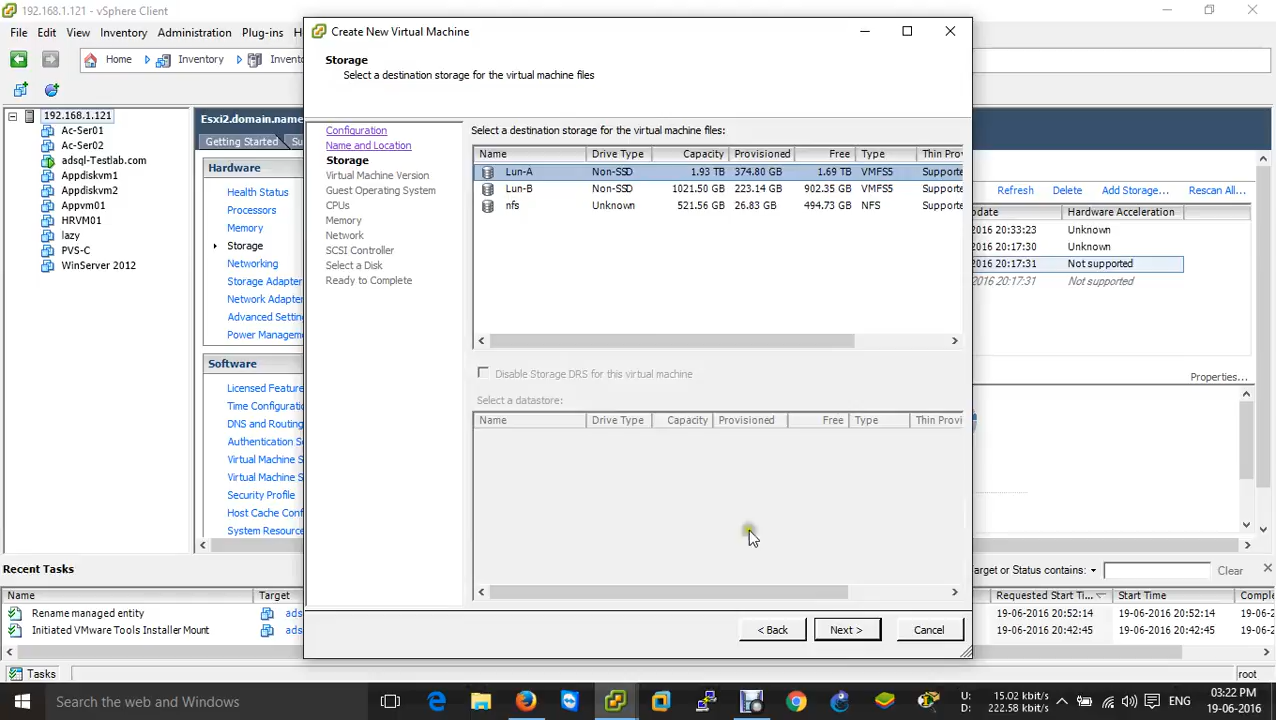 192.168.1.121 - vSphere Client
File Edit View Inventory Administration Plug-ins H
Home Inventory Invent
192.168.1.121
Ac-Ser01
Ac-Ser02
adsql-Testlab.com
Appdiskvm1
Appdiskvm2
Appvm01
HRVM01
lazy
PVS-C
WinServer 2012
Esxi2.domain.name
Getting Started Su
Hardware
Health Status
Processors
Memory
Storage
Networking
Storage Adapter
Network Adapte
Advanced Settin
Power Managem
Software
Licensed Feature
Time Configurati
DNS and Routing
Authentication S
Virtual Machine S
Virtual Machine S
Security Profile
Host Cache Conf
System Resourc
Create New Virtual Machine
Storage
Select a destination storage for the virtual machine files
Configuration
Name and Location
Storage
Virtual Machine Version
Guest Operating System
CPUs
Memory
Network
SCSI Controller
Select a Disk
Ready to Complete
Select a destination storage for the virtual machine files:
Name Drive Type Capacity Provisioned Free Type Thin Prov
Lun-A Non-SSD 1.93 TB 374.80 GB 1.69 TB VMFS5 Supporte
Lun-B Non-SSD 1021.50 GB 223.14 GB 902.35 GB VMFS5 Supporte
nfs Unknown 521.56 GB 26.83 GB 494.73 GB NFS Supporte
Disable Storage DRS for this virtual machine
Select a datastore:
Name Drive Type Capacity Provisioned Free Type Thin Provi
< Back Next > Cancel
Refresh Delete Add Storage... Rescan All...
pdate Hardware Acceleration
2016 20:33:23 Unknown
2016 20:17:30 Unknown
2016 20:17:31 Not supported
2016 20:17:31 Not supported
Properties...
Recent Tasks
arget or Status contains: Clear
Name Target
Rename managed entity ads
Initiated VMware Tools Installer Mount ads
Requested Start Ti... Start Time Comple
19-06-2016 20:52:14 19-06-2016 20:52:14 19-06-2
19-06-2016 20:42:45 19-06-2016 20:42:45 19-06-2
Tasks root
Search the web and Windows
U: 15.02 kbit/s
D: 222.58 kbit/s
ENG
03:22 PM
19-06-2016